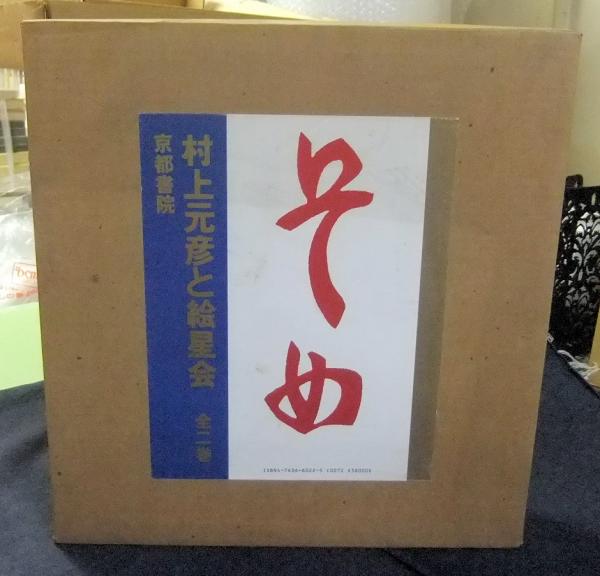 そめ
村上元彦と絵星会 全二巻
京都書院